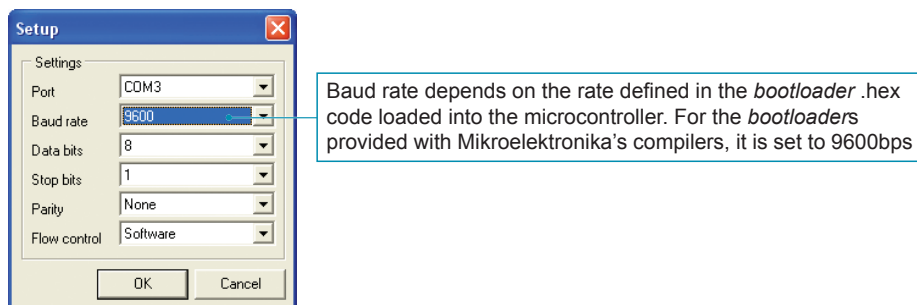 Setup
Settings
Port COM3
Baud rate 9600
Data bits 8
Stop bits 1
Parity None
Flow control Software
OK Cancel
Baud rate depends on the rate defined in the bootloader .hex
code loaded into the microcontroller. For the bootloaders
provided with Mikroelektronika’s compilers, it is set to 9600bps